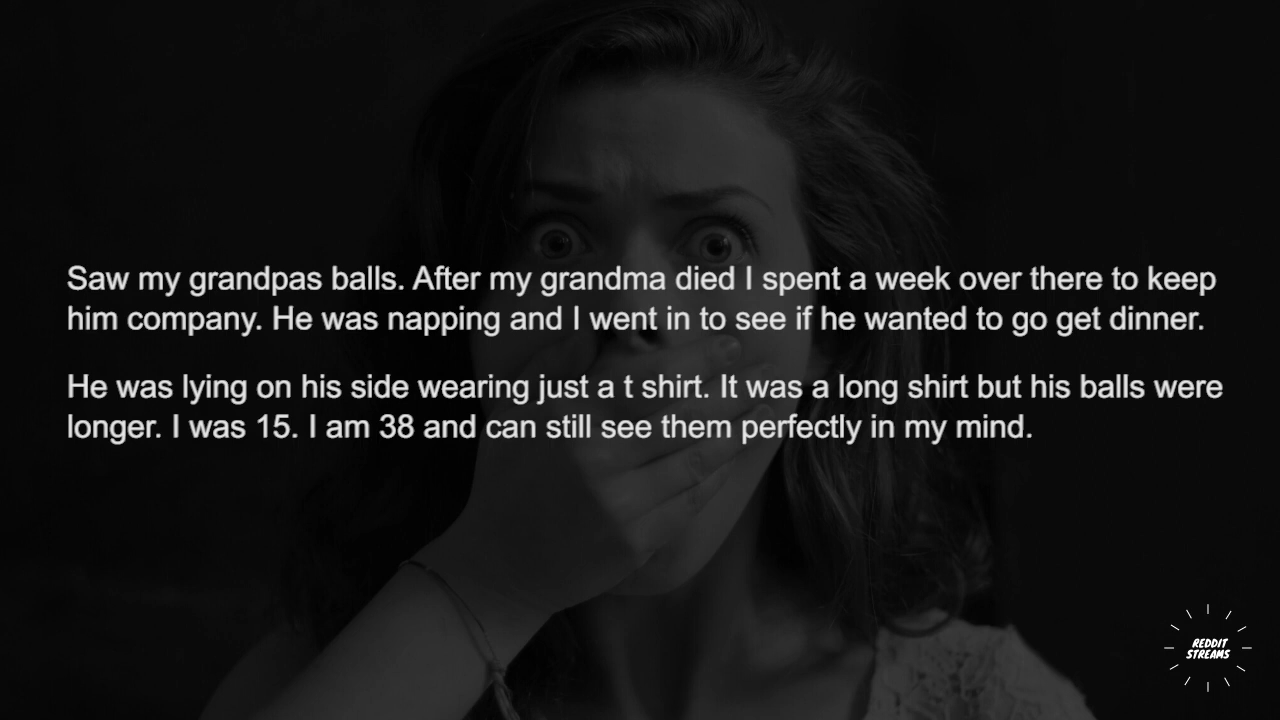 Saw my grandpas balls. After my grandma died I spent a week over there to keep
him company. He was napping and I went in to see if he wanted to go get dinner.
He was lying on his side wearing just a t shirt. It was a long shirt but his balls were
longer. I was 15. I am 38 and can still see them perfectly in my mind.
REDDIT
STREAMS